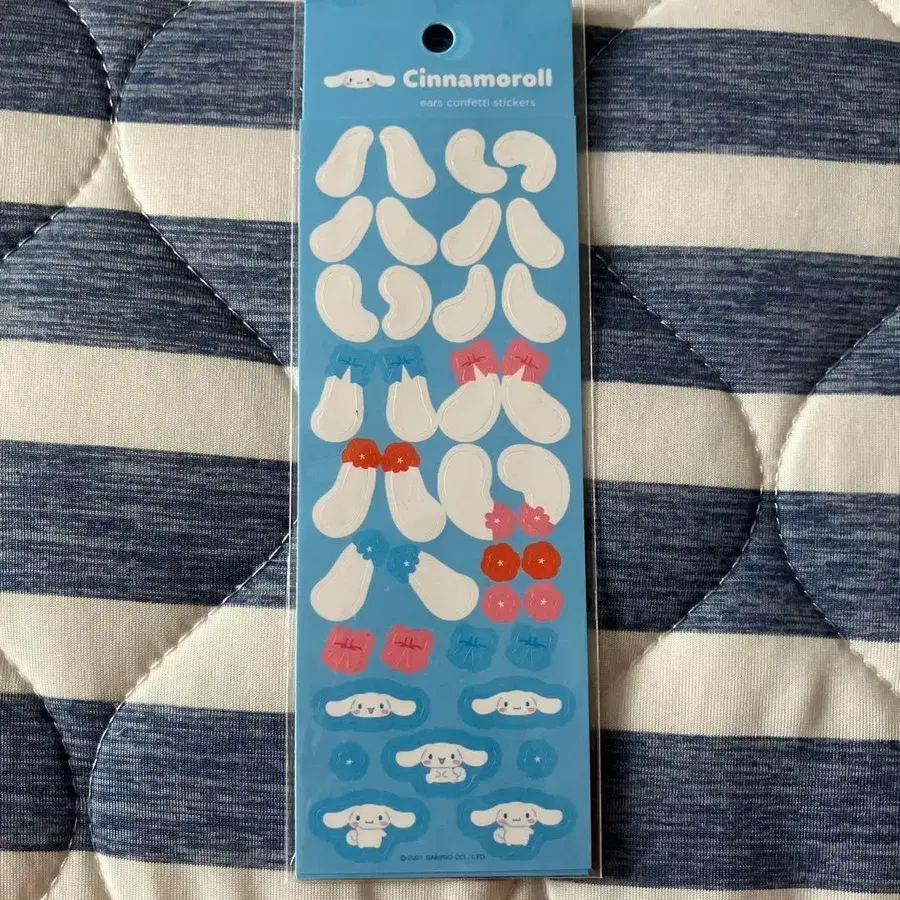 Cinnamoroll
ears confetti stickers
©2021 SANRIO CO., LTD.